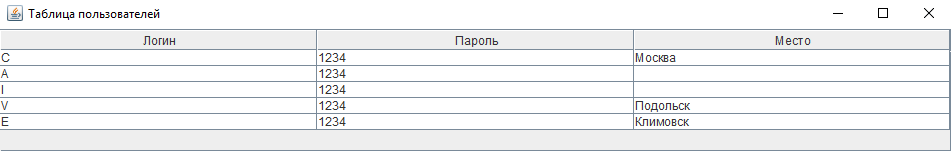 Таблица пользователей
Логин Пароль Место
C 1234 Москва
A 1234
I 1234
V 1234 Подольск
E 1234 Климовск